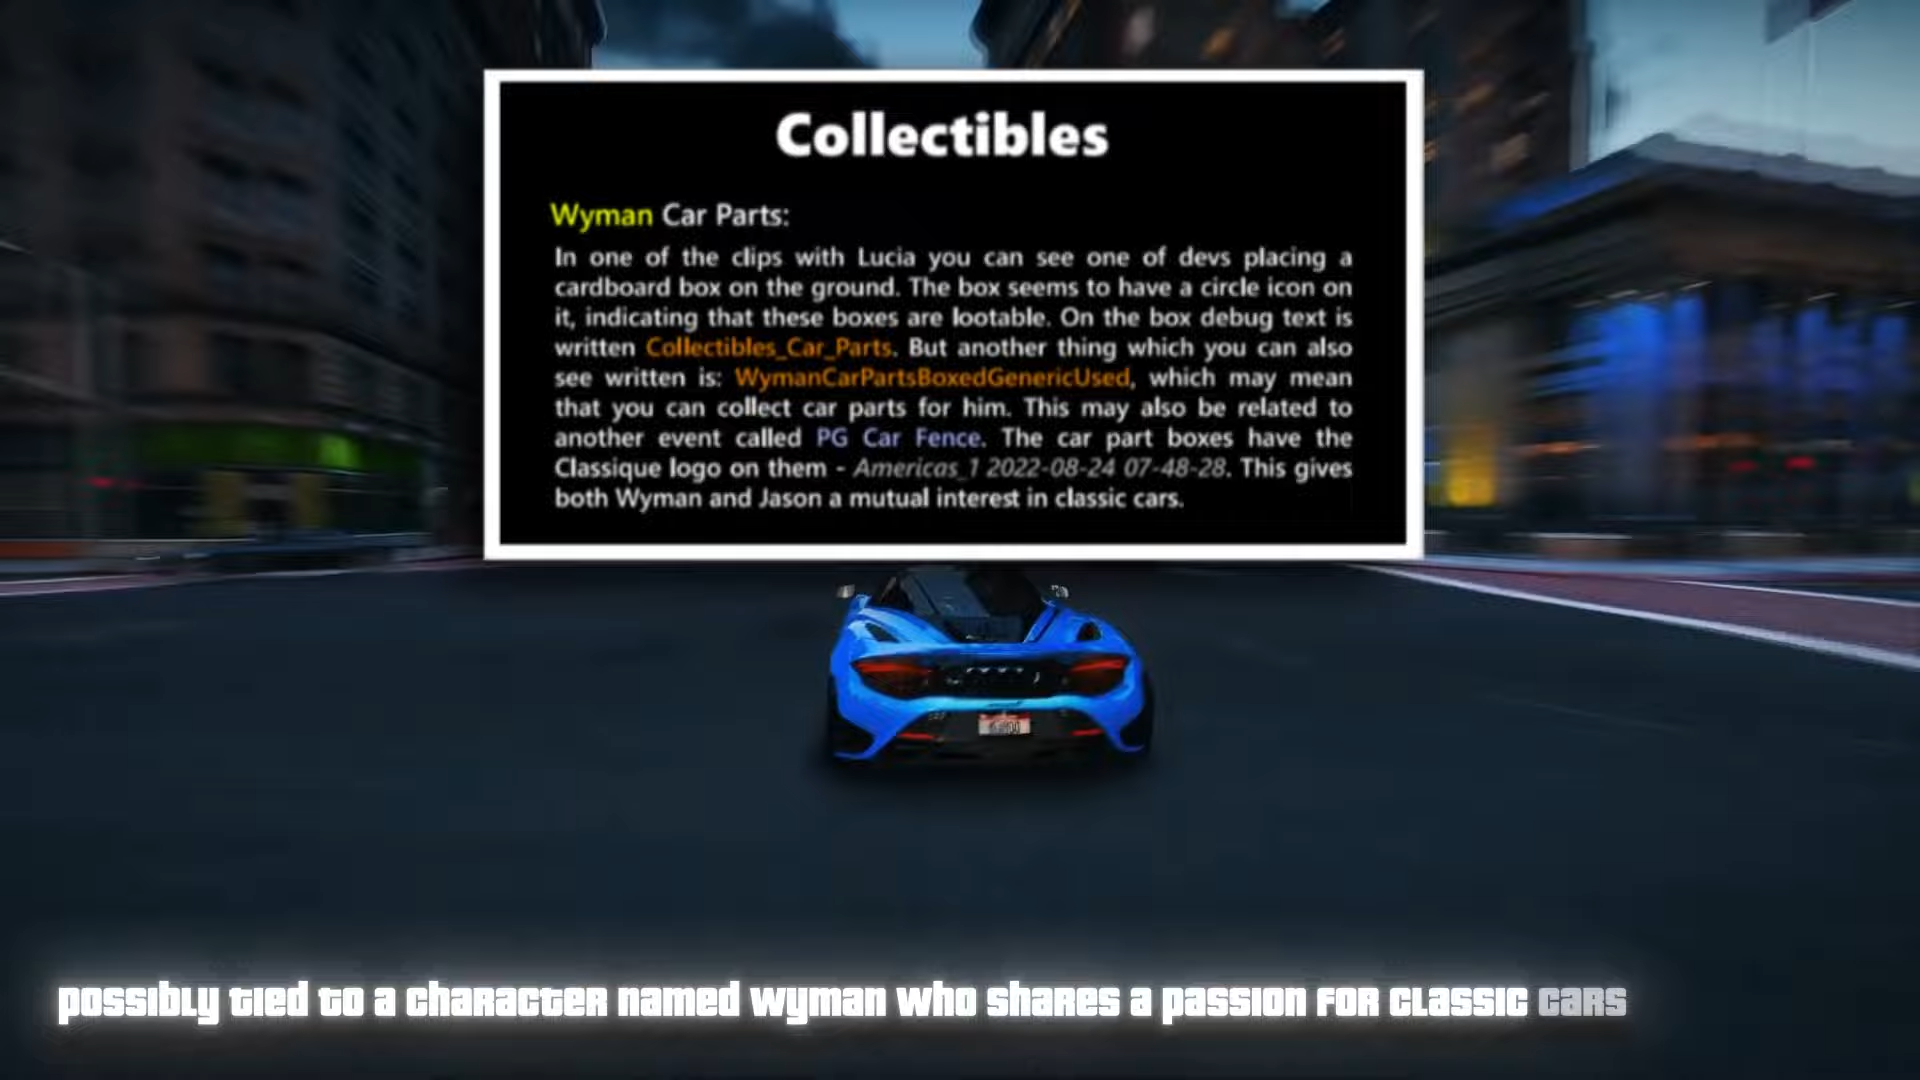 Collectibles
Wyman Car Parts:
In one of the clips with Lucia you can see one of devs placing a
cardboard box on the ground. The box seems to have a circle icon on
it, indicating that these boxes are lootable. On the box debug text is
written Collectibles_Car_Parts. But another thing which you can also
see written is: WymanCarPartsBoxedGenericUsed, which may mean
that you can collect car parts for him. This may also be related to
another event called PG Car Fence. The car part boxes have the
Classique logo on them - Americas_1 2022-08-24 07-48-28. This gives
both Wyman and Jason a mutual interest in classic cars.
possibly tied to a character named wyman who shares a passion for classic cars